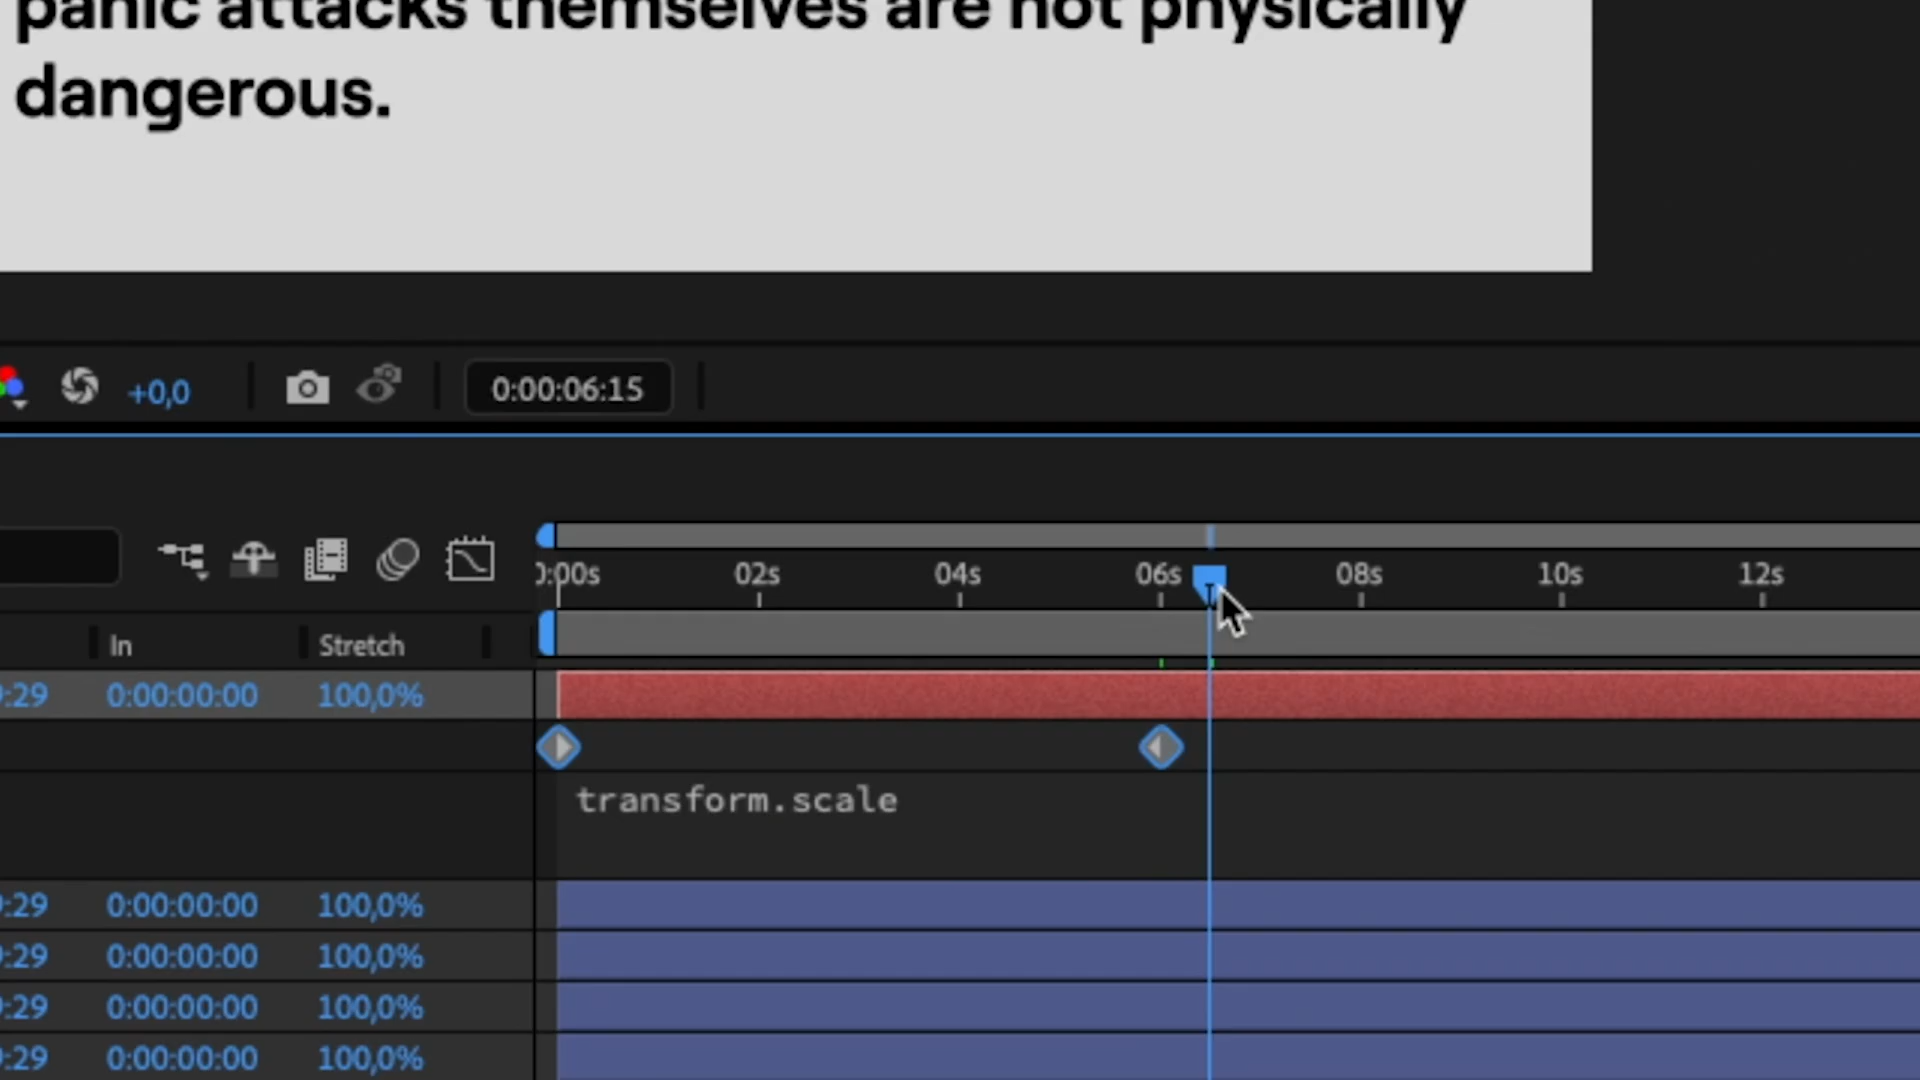 panic attacks themselves are not physically
dangerous.
+0,0
0:00:06:15
0:00s 02s 04s 06s 08s 10s 12s
In Stretch
:29 0:00:00:00 100,0%
transform.scale
:29 0:00:00:00 100,0%
:29 0:00:00:00 100,0%
:29 0:00:00:00 100,0%
:29 0:00:00:00 100,0%